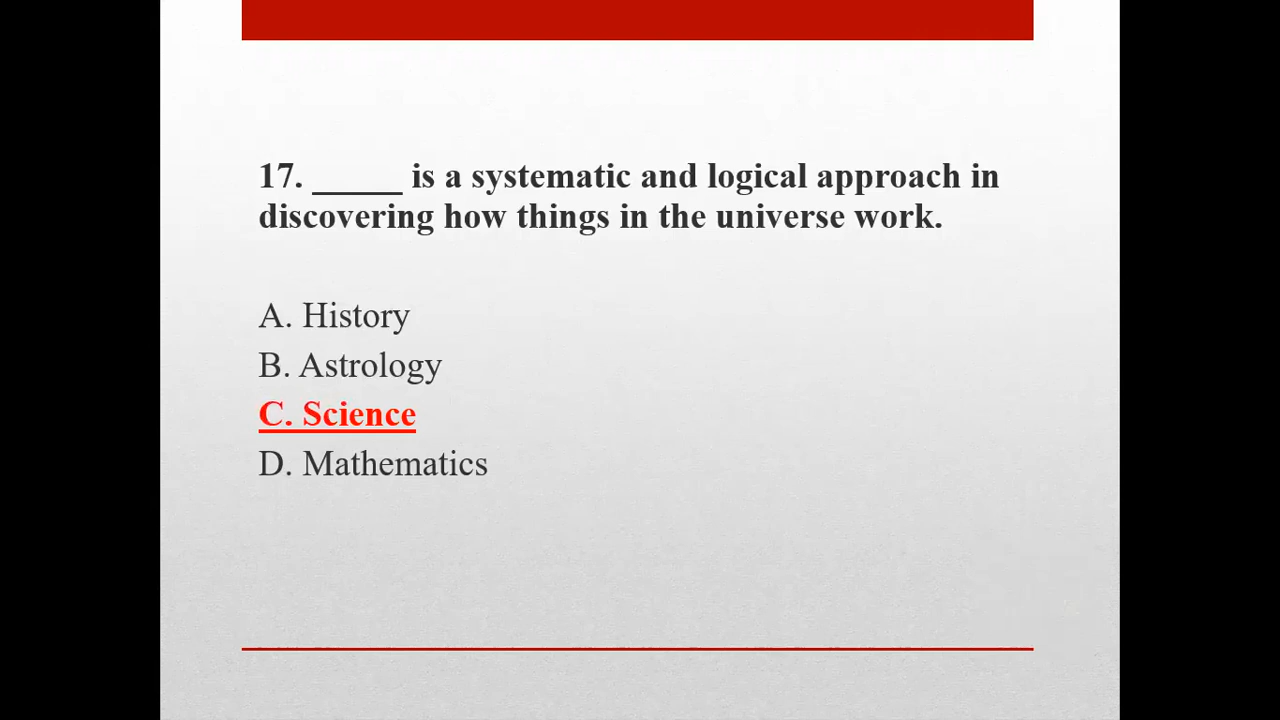 17. _____ is a systematic and logical approach in
discovering how things in the universe work.
A. History
B. Astrology
C. Science
D. Mathematics